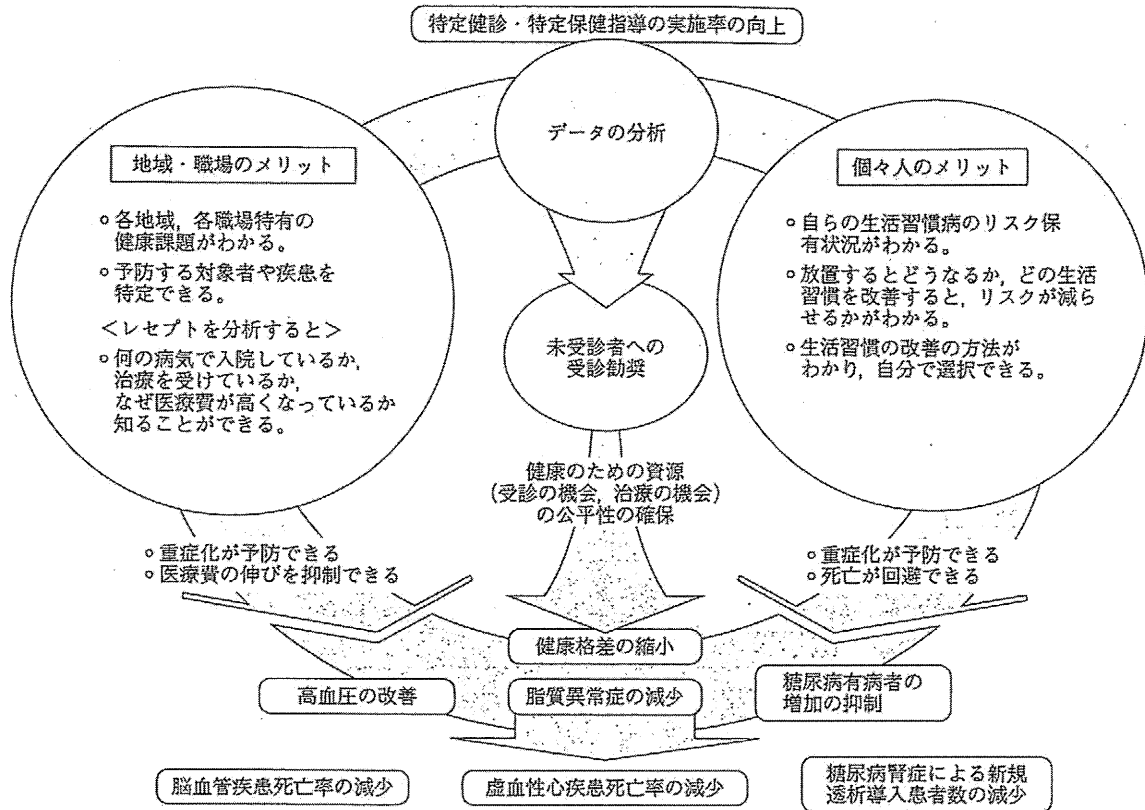 特定健診・特定保健指導の実施率の向上
データの分析
地域・職場のメリット
○各地域，各職場特有の
健康課題がわかる。
○予防する対象者や疾患を
特定できる。
＜レセプトを分析すると＞
○何の病気で入院しているか，
治療を受けているか，
なぜ医療費が高くなっているか
知ることができる。
個々人のメリット
○自らの生活習慣病のリスク保
有状況がわかる。
○放置するとどうなるか，どの生活
習慣を改善すると，リスクが減ら
せるかがわかる。
○生活習慣の改善の方法が
わかり，自分で選択できる。
未受診者への
受診勧奨
健康のための資源
(受診の機会，治療の機会)
の公平性の確保
○重症化が予防できる
○医療費の伸びを抑制できる
○重症化が予防できる
○死亡が回避できる
健康格差の縮小
高血圧の改善
脂質異常症の減少
糖尿病有病者の
増加の抑制
脳血管疾患死亡率の減少
虚血性心疾患死亡率の減少
糖尿病腎症による新規
透析導入患者数の減少